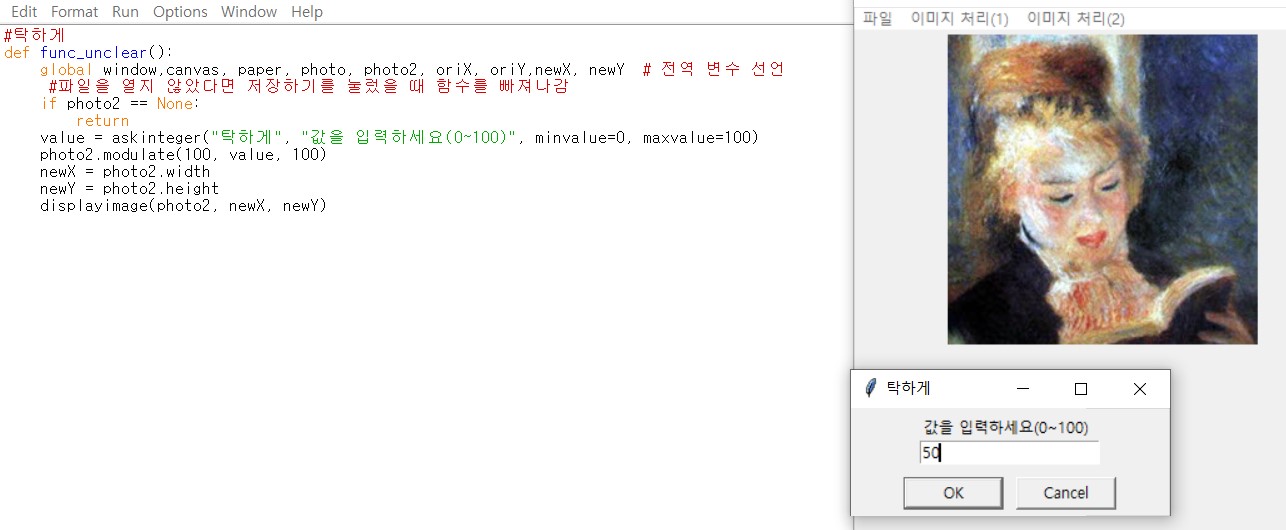 Edit Format Run Options Window Help
#탁하게
def func_unclear():
    global window,canvas, paper, photo, photo2, oriX, oriY,newX, newY  # 전역 변수 선언
     #파일을 열지 않았다면 저장하기를 눌렀을 때 함수를 빠져나감
    if photo2 == None:
        return
    value = askinteger("탁하게", "값을 입력하세요(0~100)", minvalue=0, maxvalue=100)
    photo2.modulate(100, value, 100)
    newX = photo2.width
    newY = photo2.height
    displayimage(photo2, newX, newY)
파일 이미지 처리(1) 이미지 처리(2)
탁하게
값을 입력하세요(0~100)
50
OK Cancel